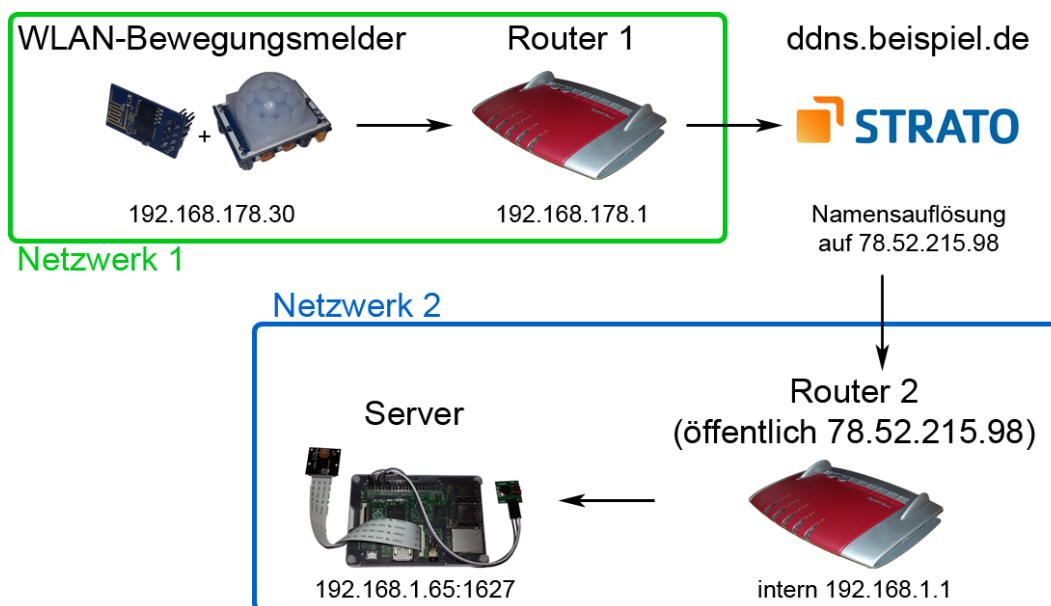 WLAN-Bewegungsmelder
Router 1
ddns.beispiel.de
+
STRATO
192.168.178.30
192.168.178.1
Namensauflösung
auf 78.52.215.98
Netzwerk 1
Netzwerk 2
Router 2
(öffentlich 78.52.215.98)
Server
192.168.1.65:1627
intern 192.168.1.1